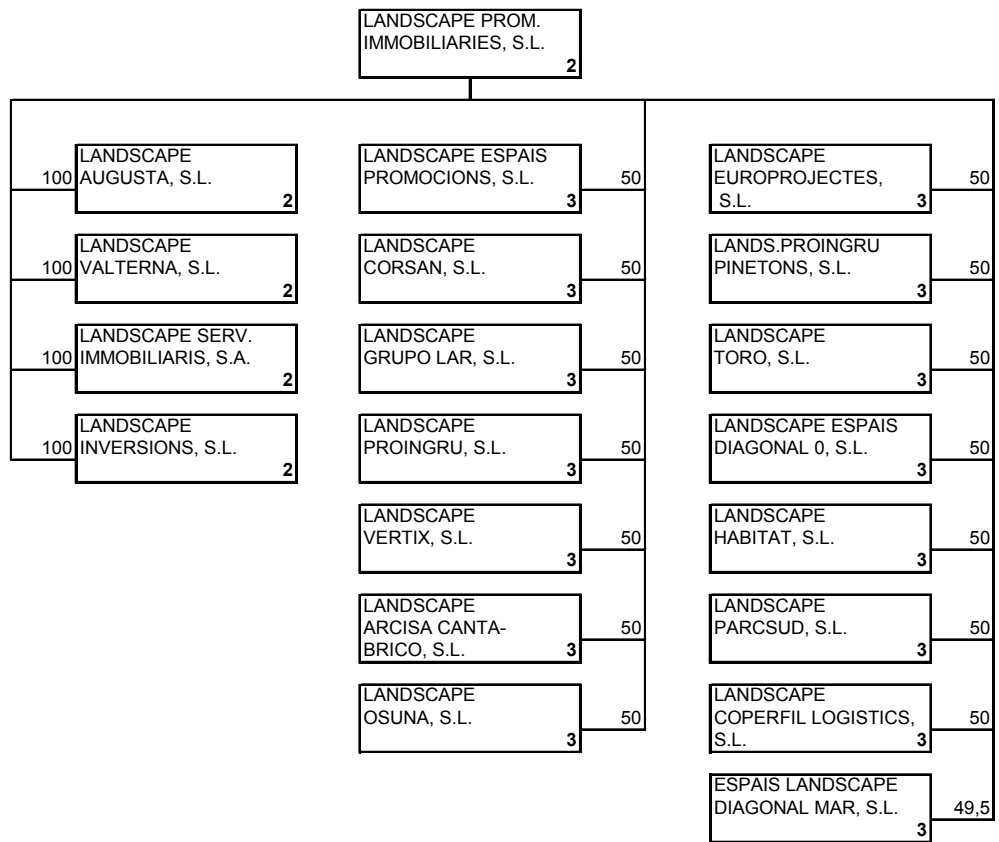 LANDSCAPE PROM.
IMMOBILIARIES, S.L.
2
LANDSCAPE
100 AUGUSTA, S.L.
2
LANDSCAPE
100 VALTERNA, S.L.
2
LANDSCAPE SERV.
100 IMMOBILIARIS, S.A.
2
LANDSCAPE
100 INVERSIONS, S.L.
2
LANDSCAPE ESPAIS
PROMOCIONS, S.L. 50
3
LANDSCAPE
CORSAN, S.L. 50
3
LANDSCAPE
GRUPO LAR, S.L. 50
3
LANDSCAPE
PROINGRU, S.L. 50
3
LANDSCAPE
VERTIX, S.L. 50
3
LANDSCAPE
ARCISA CANTA- 50
BRICO, S.L. 3
LANDSCAPE
OSUNA, S.L. 50
3
LANDSCAPE
EUROPROJECTES, 50
S.L. 3
LANDS.PROINGRU
PINETONS, S.L. 50
3
LANDSCAPE
TORO, S.L. 50
3
LANDSCAPE ESPAIS
DIAGONAL 0, S.L. 50
3
LANDSCAPE
HABITAT, S.L. 50
3
LANDSCAPE
PARCSUD, S.L. 50
3
LANDSCAPE
COPERFIL LOGISTICS, 50
S.L. 3
ESPAIS LANDSCAPE
DIAGONAL MAR, S.L. 49,5
3